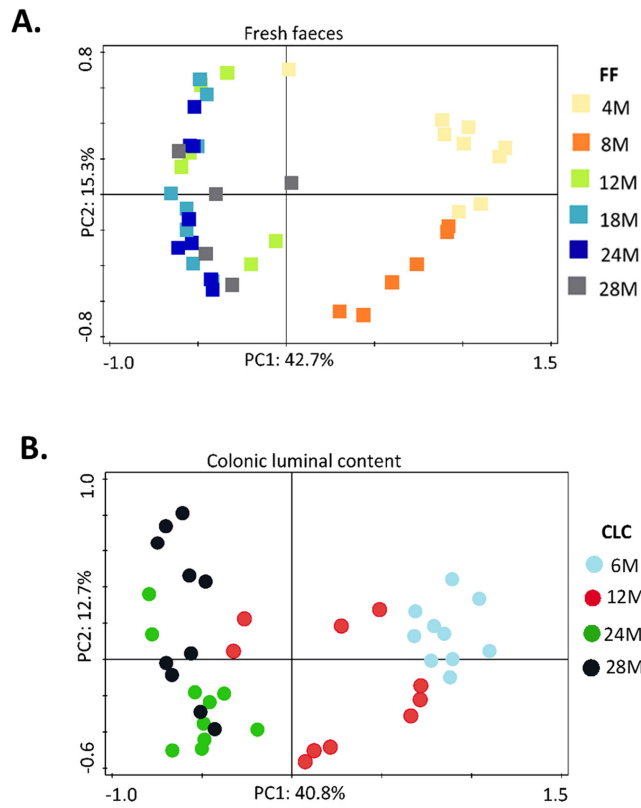 A.
Fresh faeces
0.8
PC2: 15.3%
-0.8
-1.0
PC1: 42.7%
1.5
FF
4M
8M
12M
18M
24M
28M
B.
Colonic luminal content
1.0
PC2: 12.7%
-0.6
-1.0
PC1: 40.8%
1.5
CLC
6M
12M
24M
28M